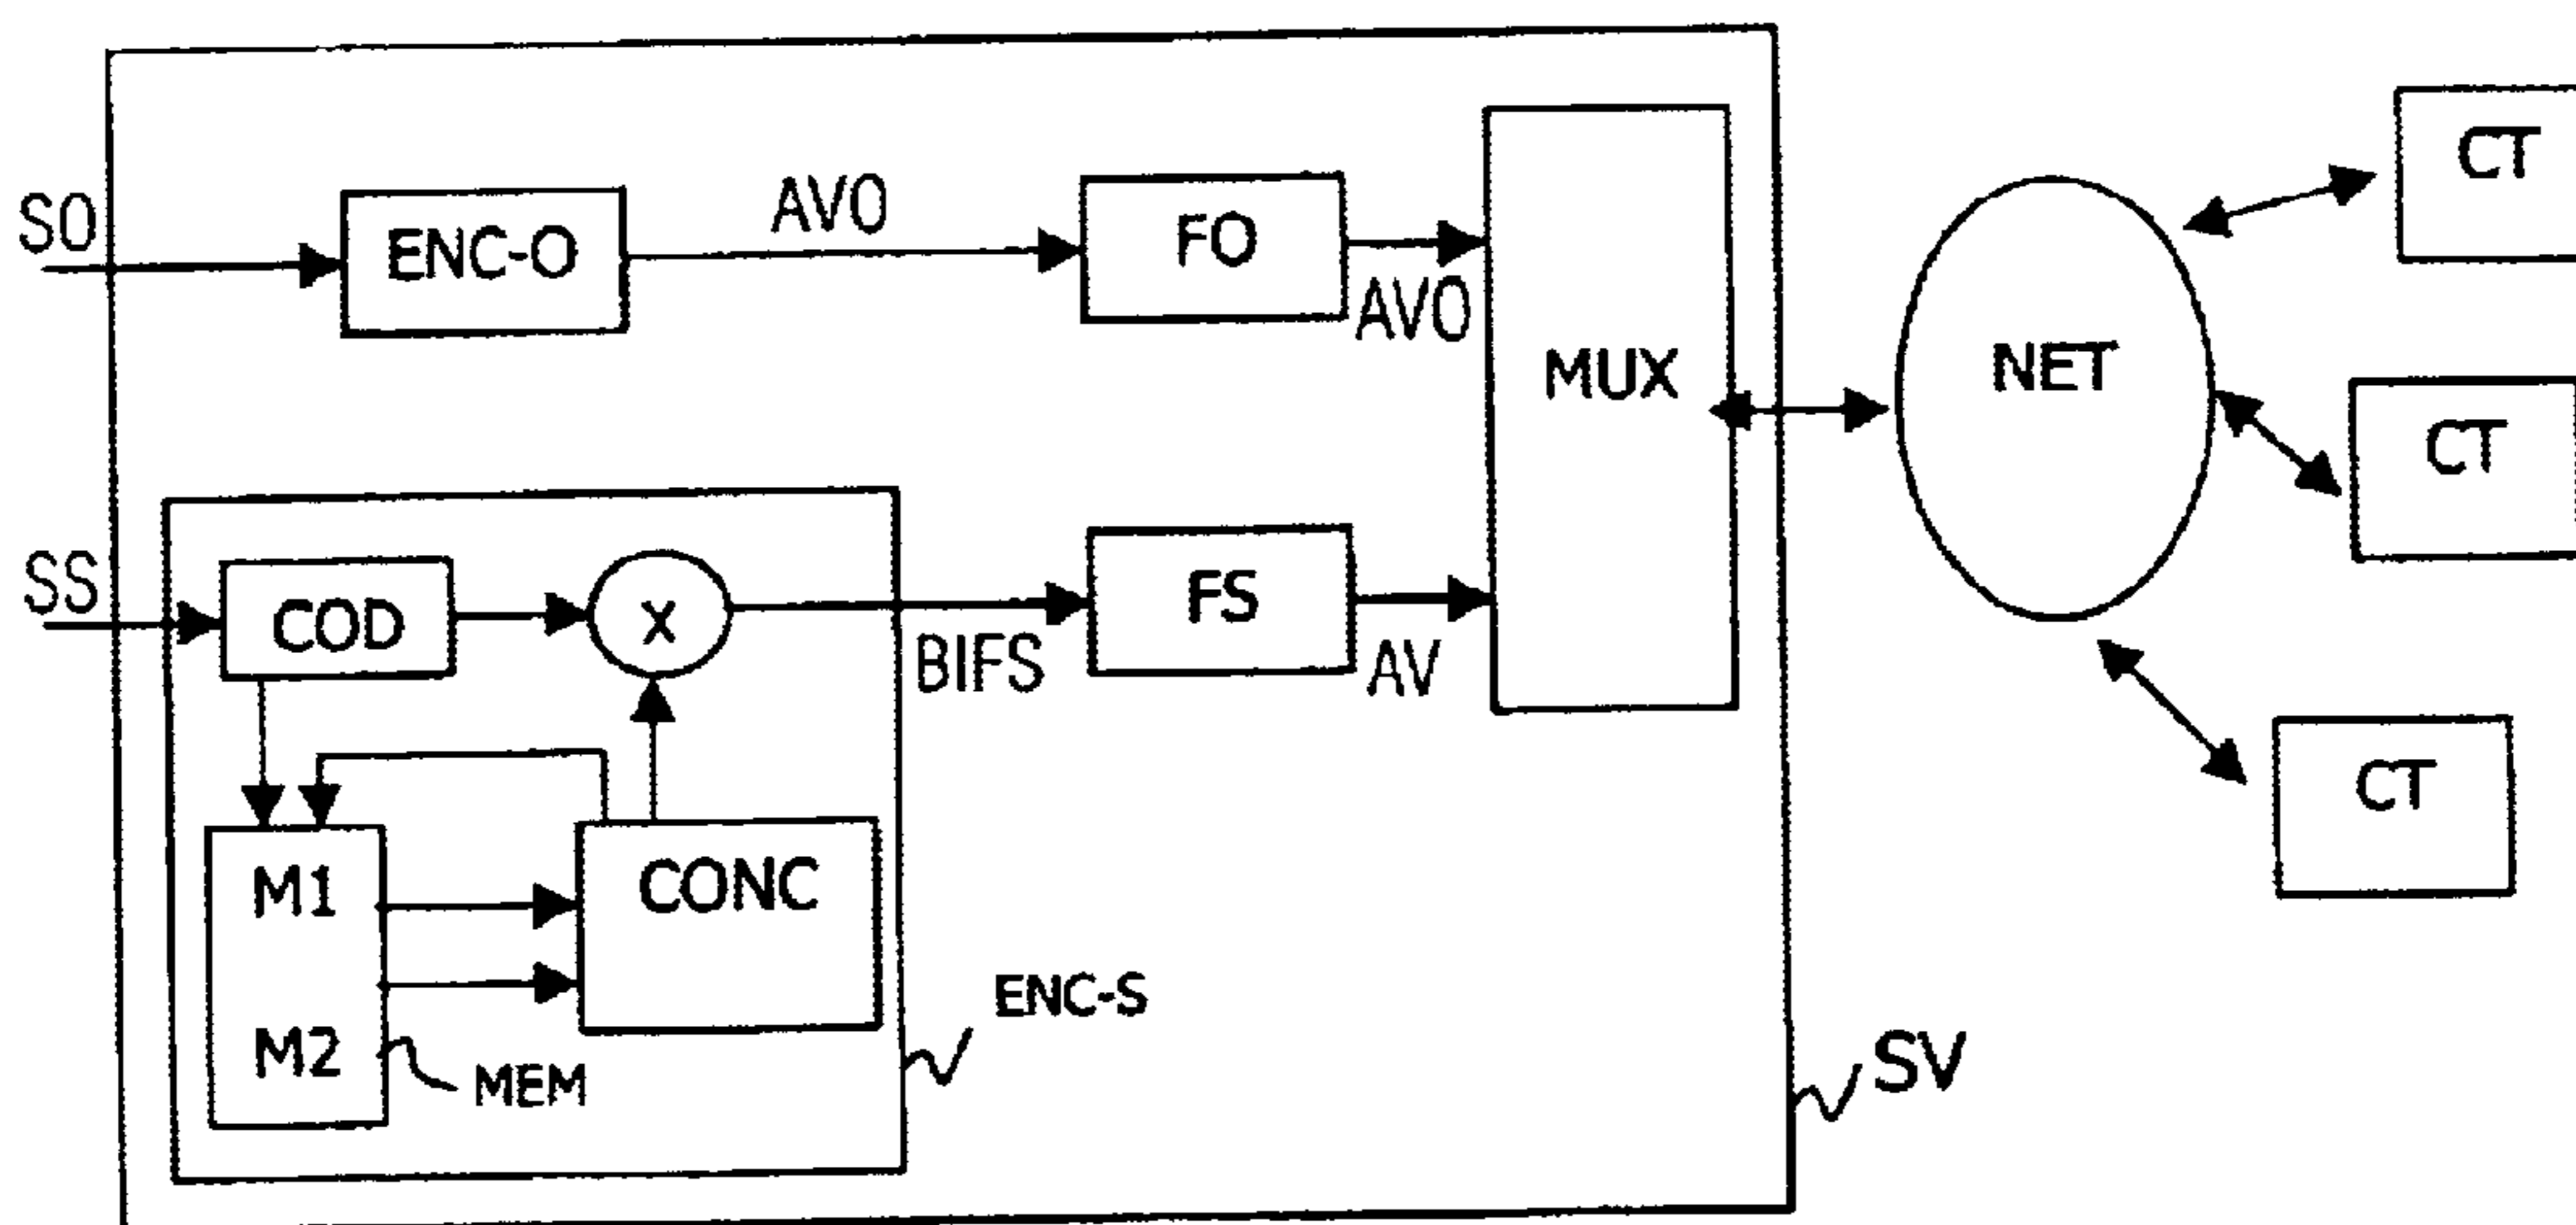 SO
ENC-O
AVO
FO
AVO
MUX
NET
CT
CT
CT
SS
COD
X
BIFS
FS
AV
M1
M2
CONC
MEM
ENC-S
SV